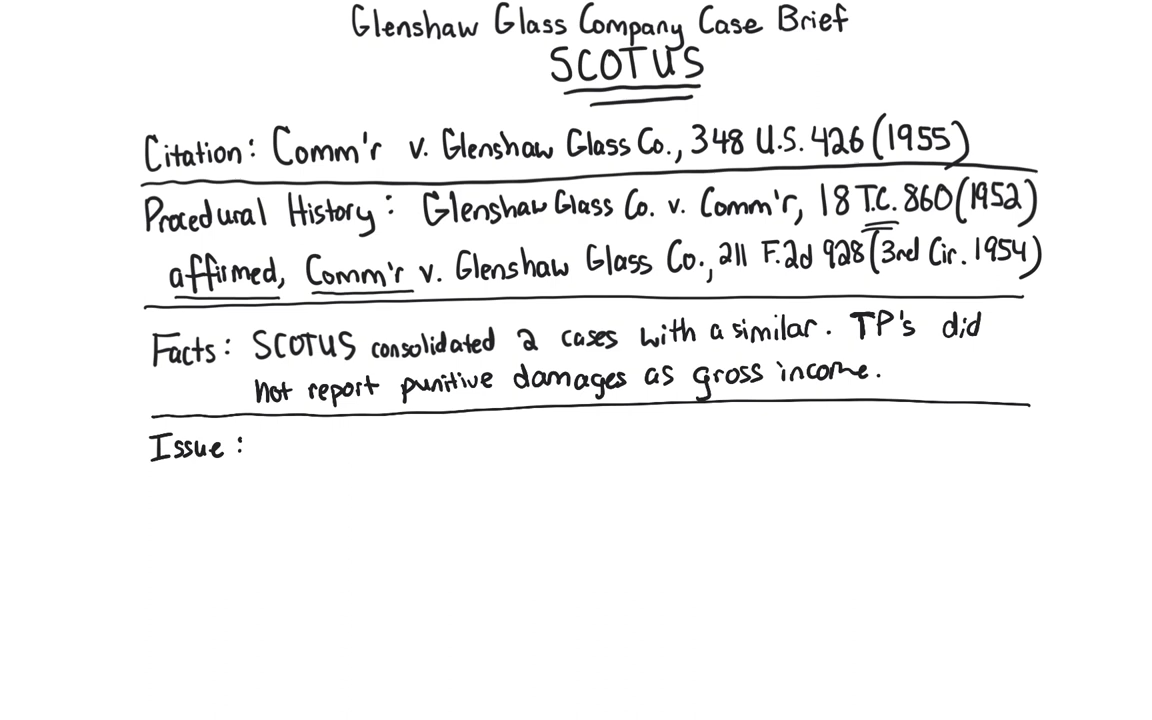 Glenshaw Glass Company Case Brief
SCOTUS
Citation: Comm'r v. Glenshaw Glass Co., 348 U.S. 426 (1955)
Procedural History: Glenshaw Glass Co. v. Comm'r, 18 T.C. 860 (1952)
affirmed, Comm'r v. Glenshaw Glass Co., 211 F.2d 928 (3rd Cir. 1954)
Facts: SCOTUS consolidated 2 cases with a similar. TP's did
not report punitive damages as gross income.
Issue: